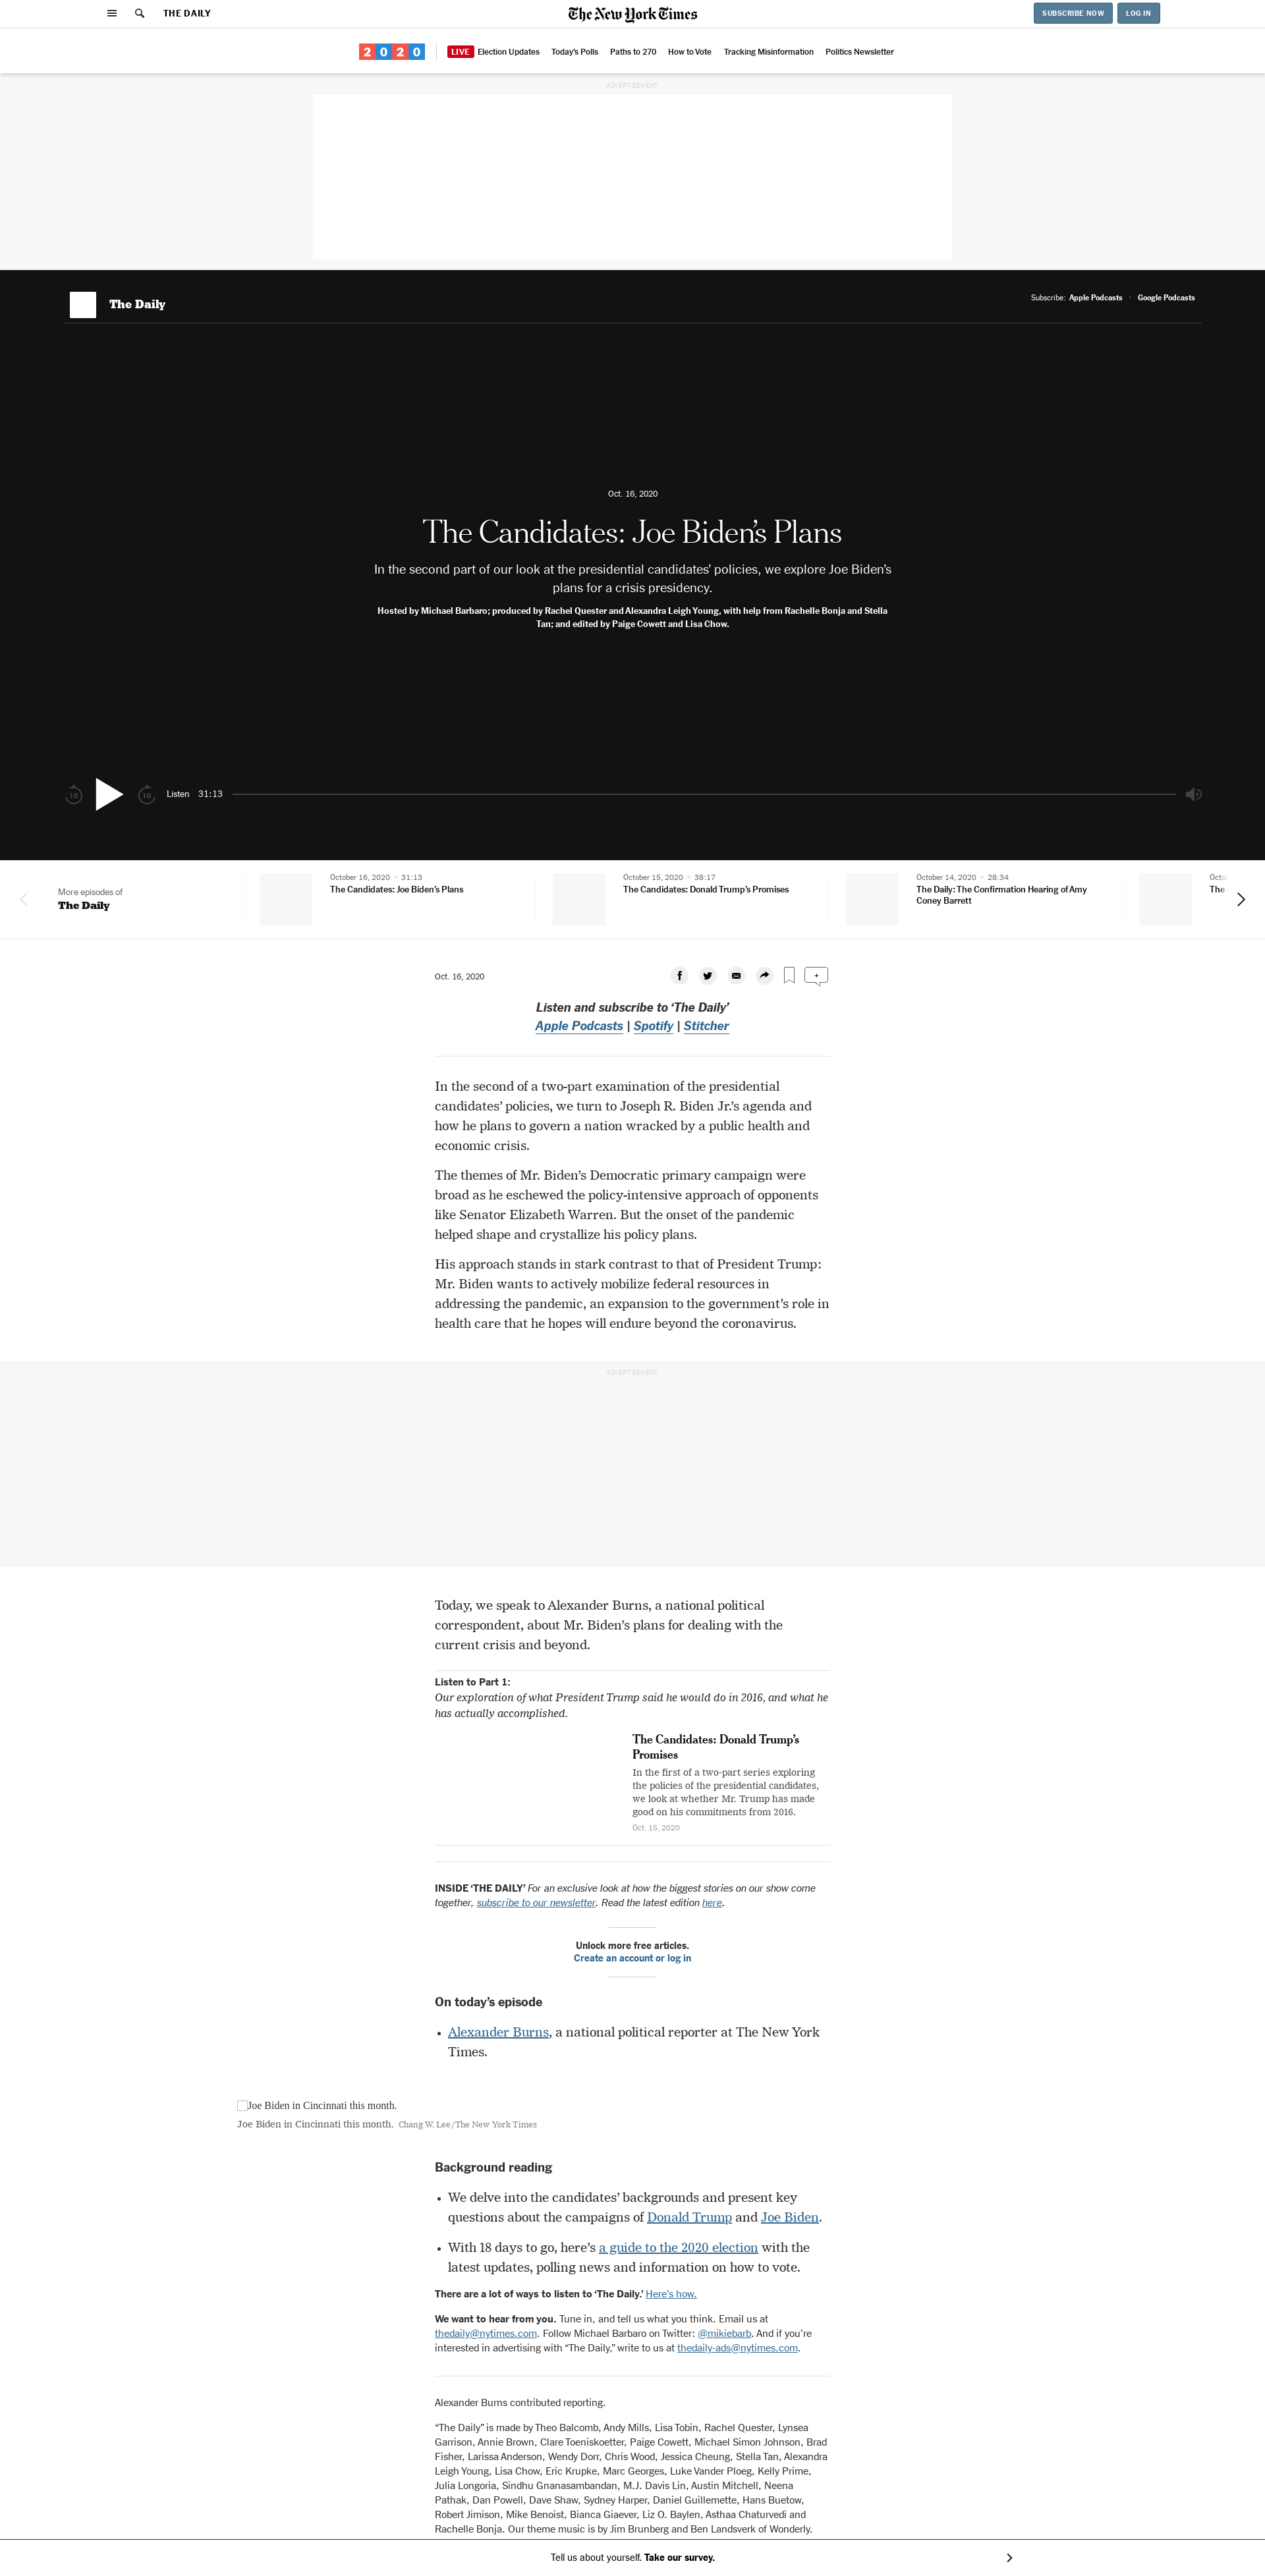 THE DAILY
The New York Times
SUBSCRIBE NOW
LOG IN
2020
LIVE
Election Updates
Today's Polls
Paths to 270
How to Vote
Tracking Misinformation
Politics Newsletter
ADVERTISEMENT
The Daily
Subscribe:
Apple Podcasts
Google Podcasts
Oct. 16, 2020
The Candidates: Joe Biden’s Plans
In the second part of our look at the presidential candidates’ policies, we explore Joe Biden’s
plans for a crisis presidency.
Hosted by Michael Barbaro; produced by Rachel Quester and Alexandra Leigh Young, with help from Rachelle Bonja and Stella
Tan; and edited by Paige Cowett and Lisa Chow.
10
10
Listen
31:13
More episodes of
The Daily
October 16, 2020 • 31:13
The Candidates: Joe Biden’s Plans
October 15, 2020 • 38:17
The Candidates: Donald Trump’s Promises
October 14, 2020 • 28:34
The Daily: The Confirmation Hearing of Amy
Coney Barrett
Octo
The
Oct. 16, 2020
+
Listen and subscribe to ‘The Daily’
Apple Podcasts | Spotify | Stitcher
In the second of a two-part examination of the presidential
candidates’ policies, we turn to Joseph R. Biden Jr.’s agenda and
how he plans to govern a nation wracked by a public health and
economic crisis.
The themes of Mr. Biden’s Democratic primary campaign were
broad as he eschewed the policy-intensive approach of opponents
like Senator Elizabeth Warren. But the onset of the pandemic
helped shape and crystallize his policy plans.
His approach stands in stark contrast to that of President Trump:
Mr. Biden wants to actively mobilize federal resources in
addressing the pandemic, an expansion to the government’s role in
health care that he hopes will endure beyond the coronavirus.
ADVERTISEMENT
Today, we speak to Alexander Burns, a national political
correspondent, about Mr. Biden’s plans for dealing with the
current crisis and beyond.
Listen to Part 1:
Our exploration of what President Trump said he would do in 2016, and what he
has actually accomplished.
The Candidates: Donald Trump’s
Promises
In the first of a two-part series exploring
the policies of the presidential candidates,
we look at whether Mr. Trump has made
good on his commitments from 2016.
Oct. 15, 2020
INSIDE ‘THE DAILY’ For an exclusive look at how the biggest stories on our show come
together, subscribe to our newsletter. Read the latest edition here.
Unlock more free articles.
Create an account or log in
On today’s episode
• Alexander Burns, a national political reporter at The New York
Times.
Joe Biden in Cincinnati this month.
Joe Biden in Cincinnati this month. Chang W. Lee/The New York Times
Background reading
• We delve into the candidates’ backgrounds and present key
questions about the campaigns of Donald Trump and Joe Biden.
• With 18 days to go, here’s a guide to the 2020 election with the
latest updates, polling news and information on how to vote.
There are a lot of ways to listen to ‘The Daily.’ Here’s how.
We want to hear from you. Tune in, and tell us what you think. Email us at
thedaily@nytimes.com. Follow Michael Barbaro on Twitter: @mikiebarb. And if you’re
interested in advertising with “The Daily,” write to us at thedaily-ads@nytimes.com.
Alexander Burns contributed reporting.
“The Daily” is made by Theo Balcomb, Andy Mills, Lisa Tobin, Rachel Quester, Lynsea
Garrison, Annie Brown, Clare Toeniskoetter, Paige Cowett, Michael Simon Johnson, Brad
Fisher, Larissa Anderson, Wendy Dorr, Chris Wood, Jessica Cheung, Stella Tan, Alexandra
Leigh Young, Lisa Chow, Eric Krupke, Marc Georges, Luke Vander Ploeg, Kelly Prime,
Julia Longoria, Sindhu Gnanasambandan, M.J. Davis Lin, Austin Mitchell, Neena
Pathak, Dan Powell, Dave Shaw, Sydney Harper, Daniel Guillemette, Hans Buetow,
Robert Jimison, Mike Benoist, Bianca Giaever, Liz O. Baylen, Asthaa Chaturvedi and
Rachelle Bonja. Our theme music is by Jim Brunberg and Ben Landsverk of Wonderly.
Tell us about yourself. Take our survey.